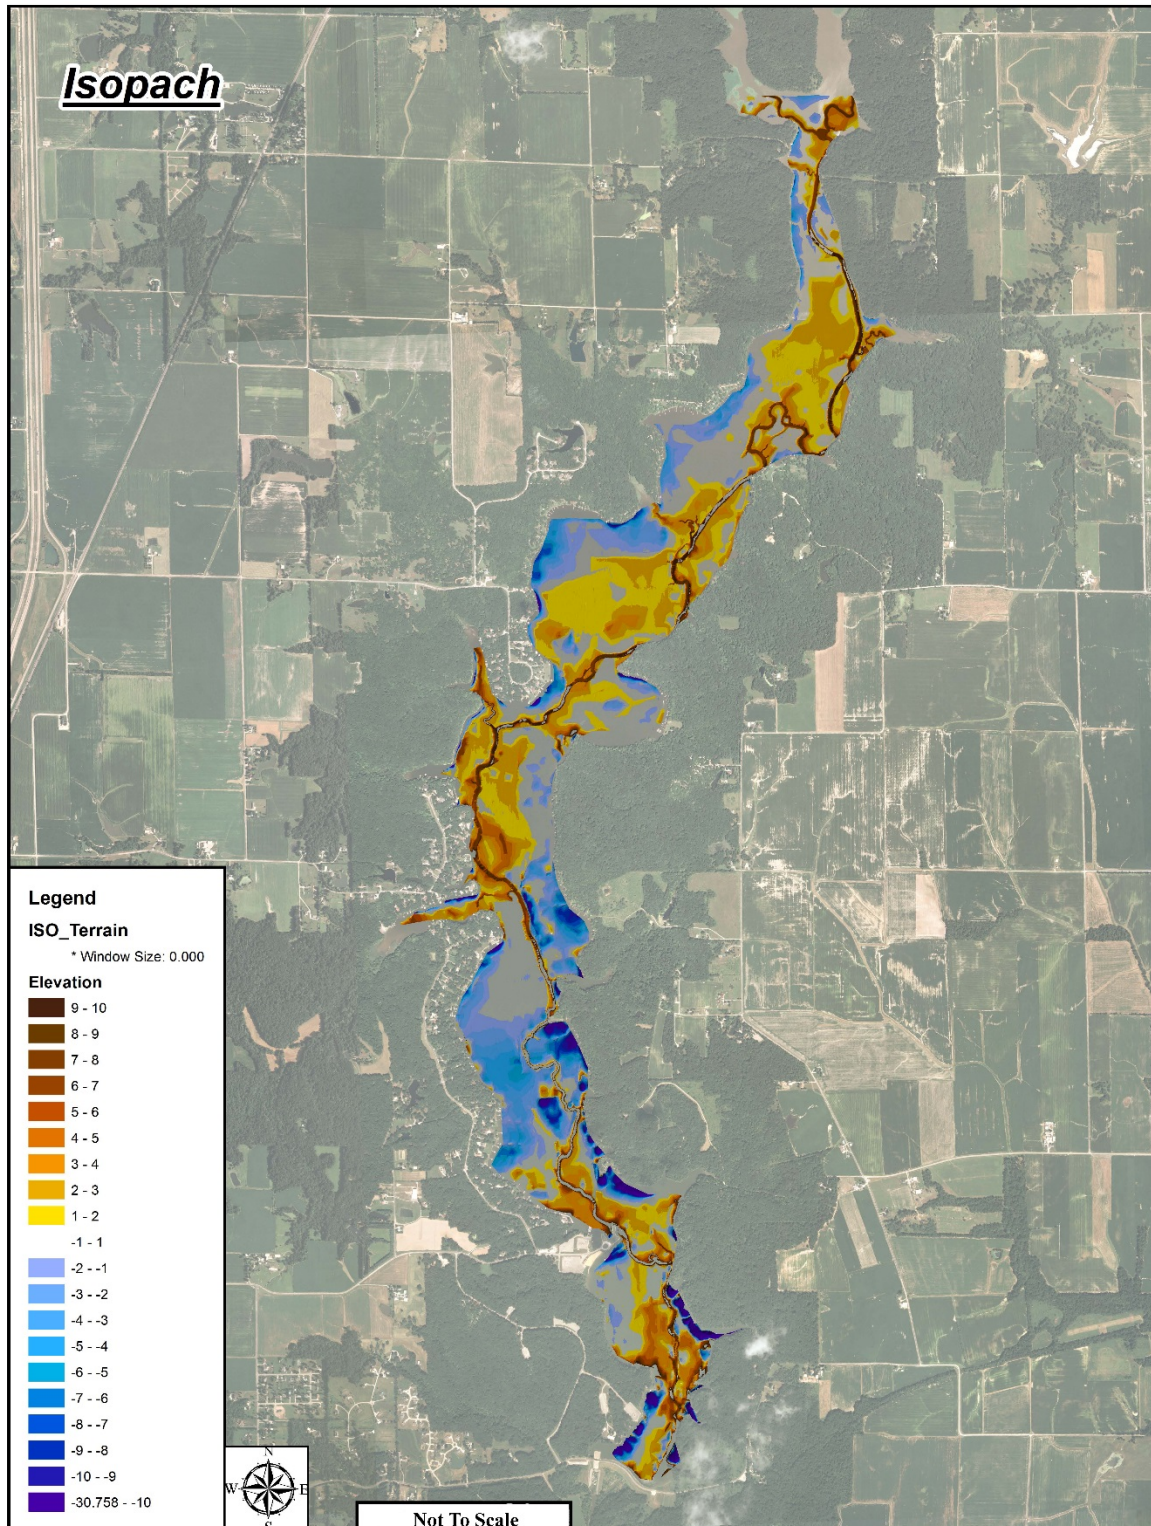 Isopach
Legend
ISO_Terrain
* Window Size: 0.000
Elevation
9 - 10
8 - 9
7 - 8
6 - 7
5 - 6
4 - 5
3 - 4
2 - 3
1 - 2
-1 - 1
-2 - -1
-3 - -2
-4 - -3
-5 - -4
-6 - -5
-7 - -6
-8 - -7
-9 - -8
-10 - -9
-30.758 - -10
N
W E
S
Not To Scale